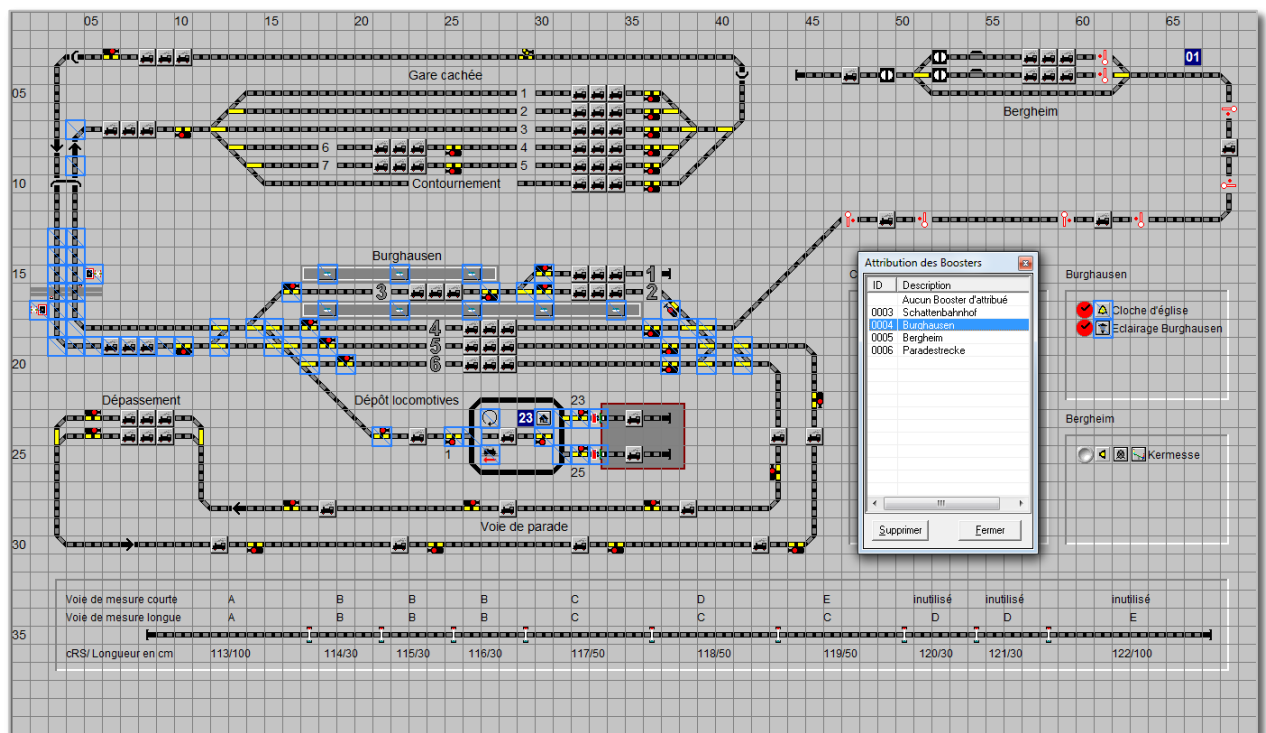 05 10 15 20 25 30 35 40 45 50 55 60 65
01
Gare cachée
05
1
2
Bergheim
3
6 4
7 5
10
Contournement
Burghausen
15
1
3 2
4
5
6
20
Attribution des Boosters
ID Description
Aucun Booster d'attribué
0003 Schattenbahnhof
0004 Burghausen
0005 Bergheim
0006 Paradestrecke
Supprimer Fermer
C
Burghausen
Cloche d'église
Eclairage Burghausen
Bergheim
Kermesse
Dépassement
Dépôt locomotives
23
23
25
1
25
Voie de parade
30
Voie de mesure courte A B B B C D E inutilisé inutilisé inutilisé
Voie de mesure longue A B B B C C C D D E
35
cRS/ Longueur en cm 113/100 114/30 115/30 116/30 117/50 118/50 119/50 120/30 121/30 122/100